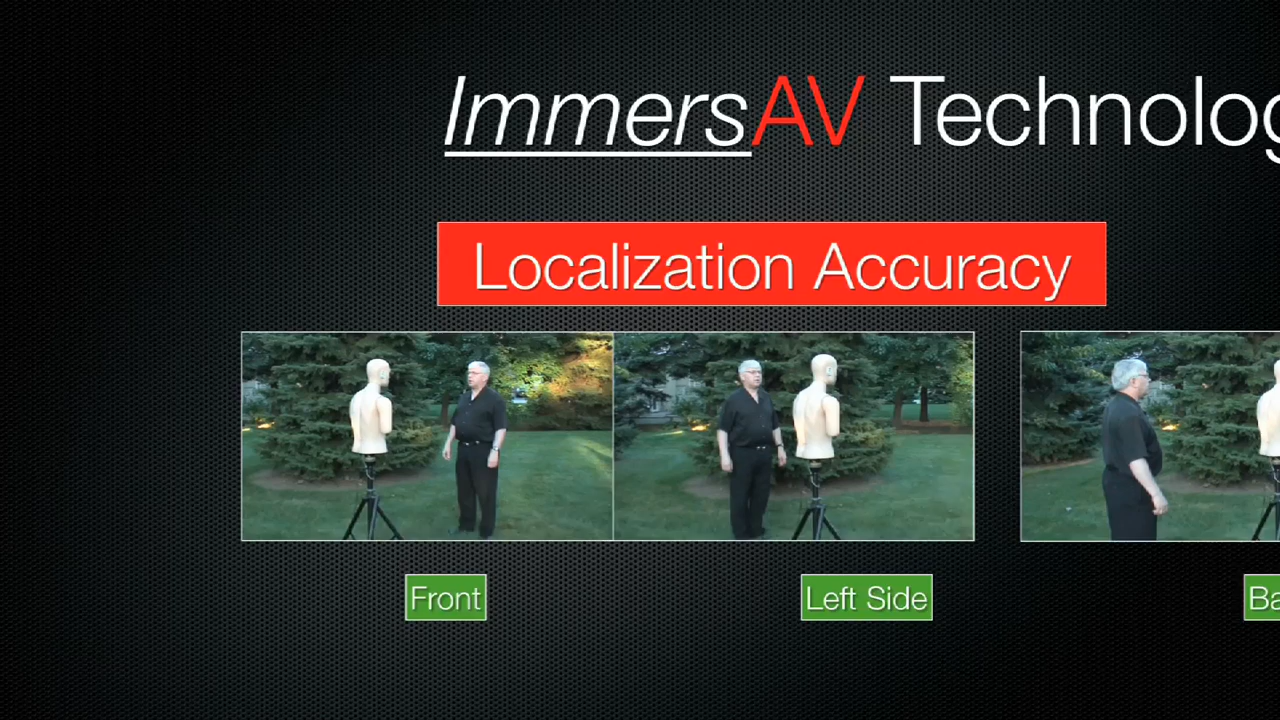 ImmersAV Technolog
Localization Accuracy
Front
Left Side
Ba